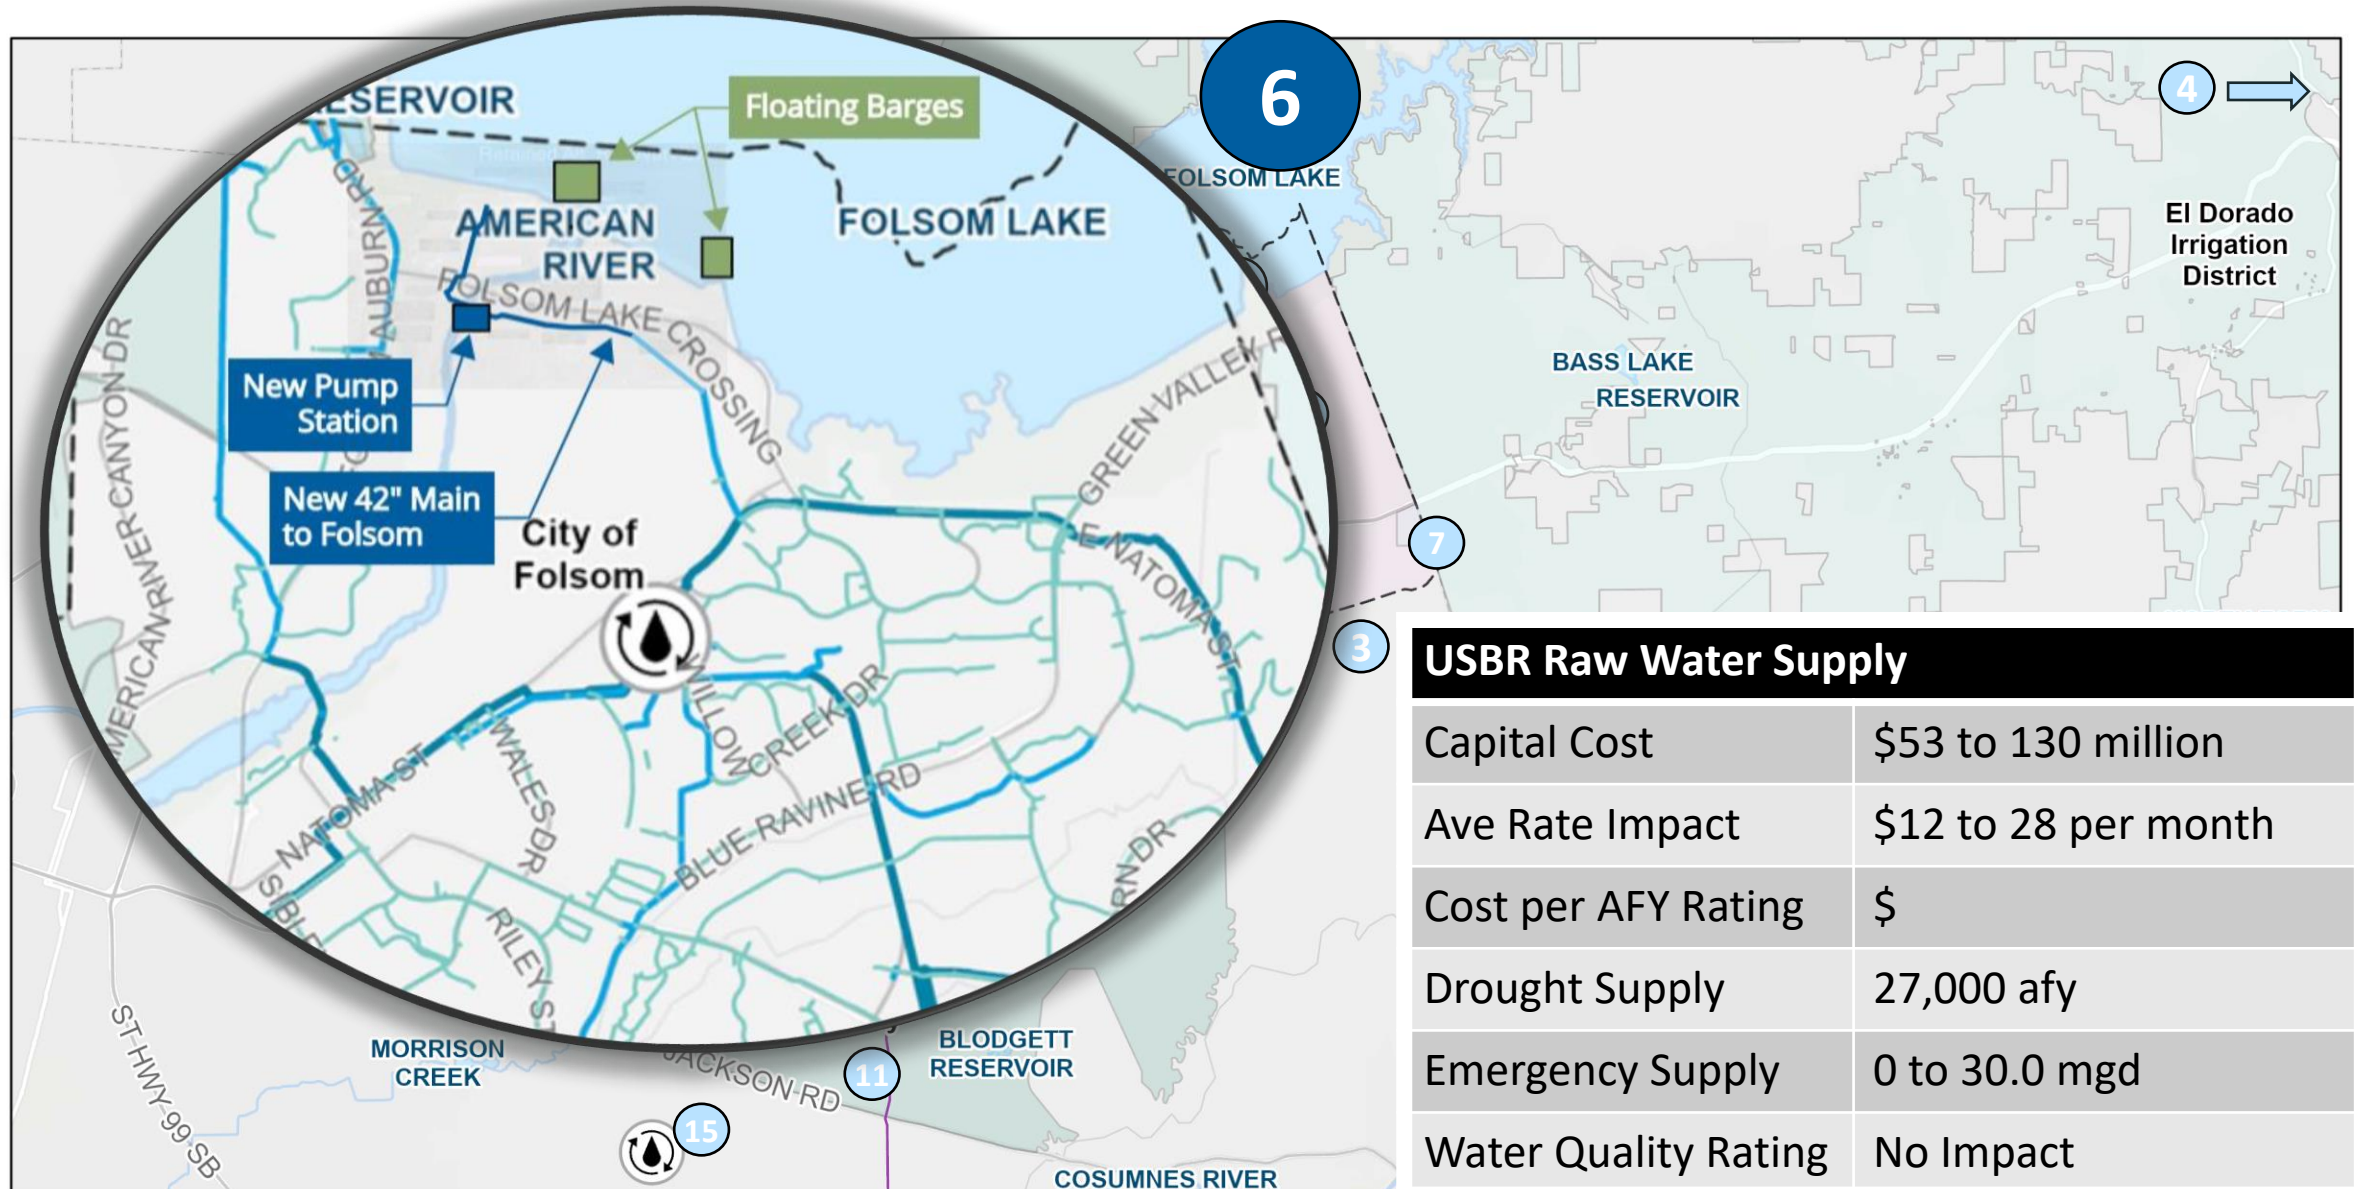 6
4
RESERVOIR
Floating Barges
AMERICAN
RIVER
FOLSOM LAKE
FOLSOM LAKE
El Dorado
Irrigation
District
AUBURN RD
FOLSOM LAKE CROSSING
GREEN VALLEY R
AMERICAN RIVER CANYON DR
New Pump
Station
BASS LAKE
RESERVOIR
New 42" Main
to Folsom
City of
Folsom
E NATOMA ST
7
3
WILLOW
CREEK DR
NATOMA ST
WALES DR
BLUE RAVINE RD
RN DR
RILEY ST
ST HWY 99 SB
MORRISON
CREEK
JACKSON RD
11
BLODGETT
RESERVOIR
15
COSUMNES RIVER
USBR Raw Water Supply
Capital Cost $53 to 130 million
Ave Rate Impact $12 to 28 per month
Cost per AFY Rating $
Drought Supply 27,000 afy
Emergency Supply 0 to 30.0 mgd
Water Quality Rating No Impact